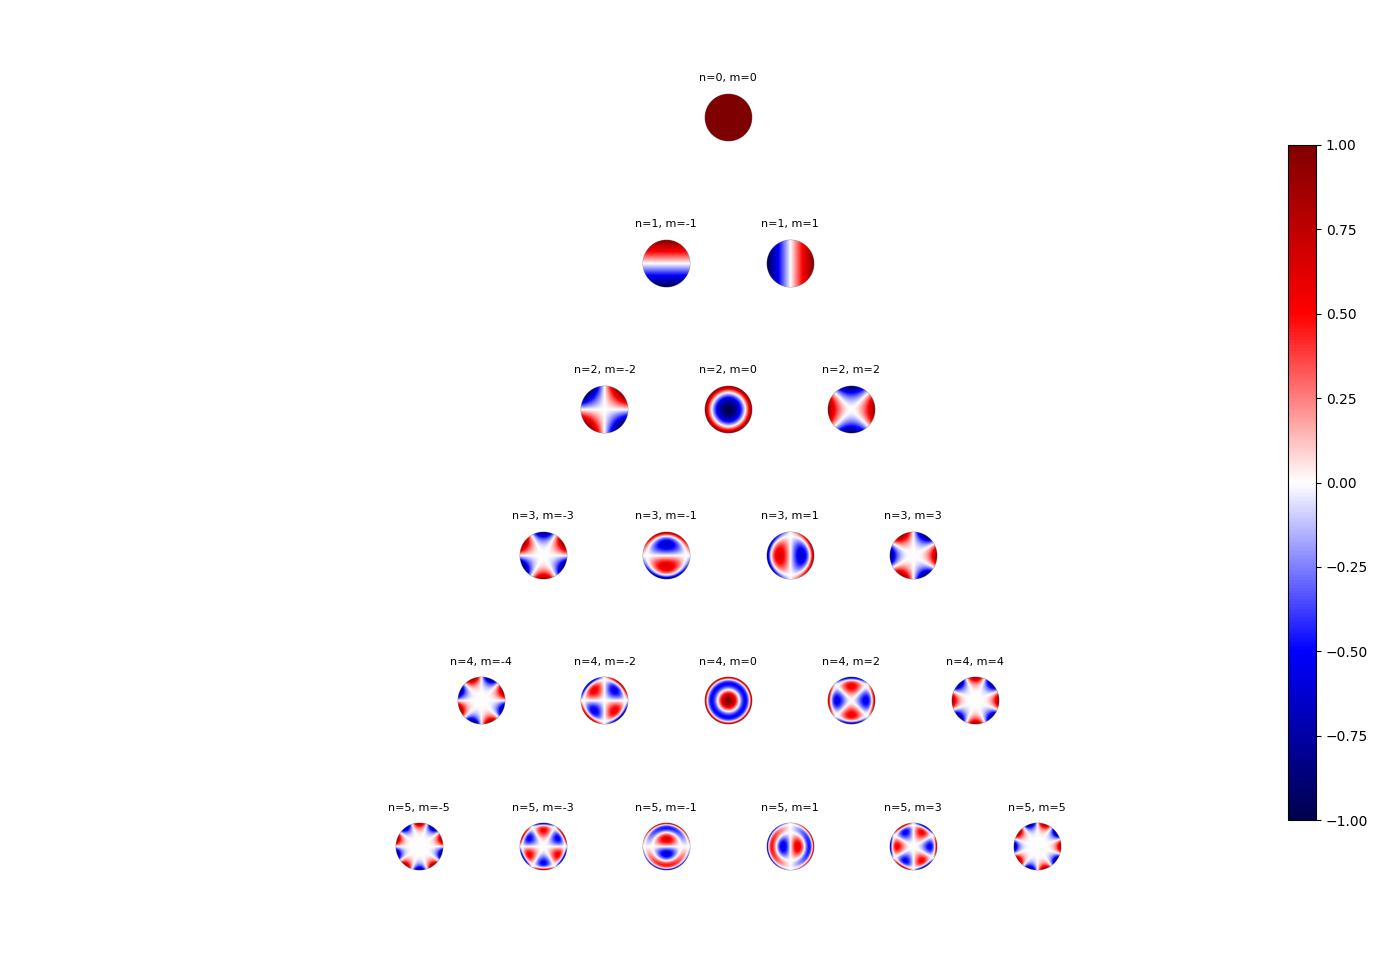 n=0, m=0
n=1, m=-1
n=1, m=1
n=2, m=-2
n=2, m=0
n=2, m=2
n=3, m=-3
n=3, m=-1
n=3, m=1
n=3, m=3
n=4, m=-4
n=4, m=-2
n=4, m=0
n=4, m=2
n=4, m=4
n=5, m=-5
n=5, m=-3
n=5, m=-1
n=5, m=1
n=5, m=3
n=5, m=5
1.00
0.75
0.50
0.25
0.00
−0.25
−0.50
−0.75
−1.00